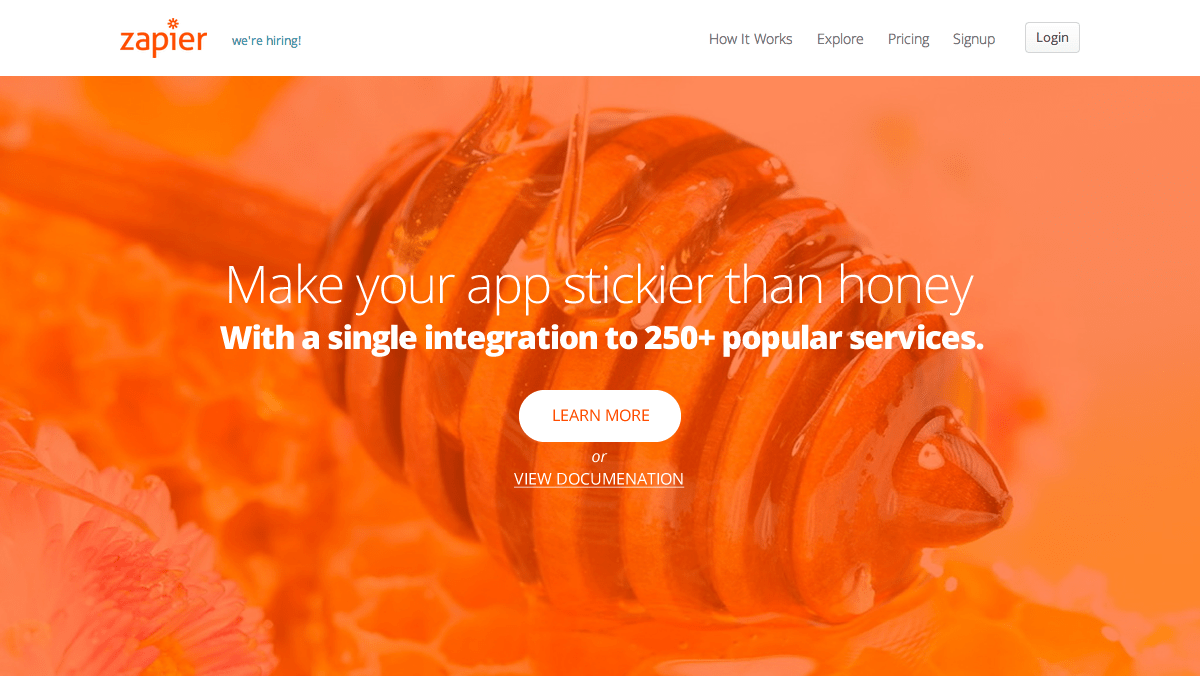 zapier
we're hiring!
How It Works
Explore
Pricing
Signup
Login
Make your app stickier than honey
With a single integration to 250+ popular services.
LEARN MORE
or
VIEW DOCUMENATION